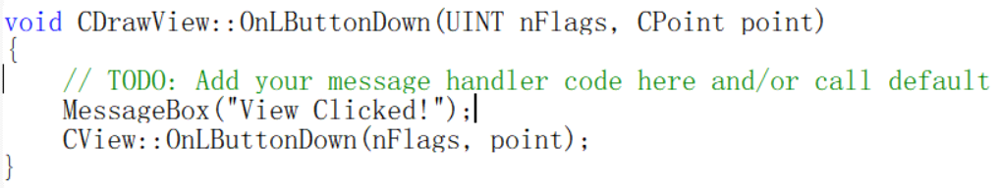 void CDrawView::OnLButtonDown(UINT nFlags, CPoint point)
{
    // TODO: Add your message handler code here and/or call default
    MessageBox("View Clicked!");
    CView::OnLButtonDown(nFlags, point);
}